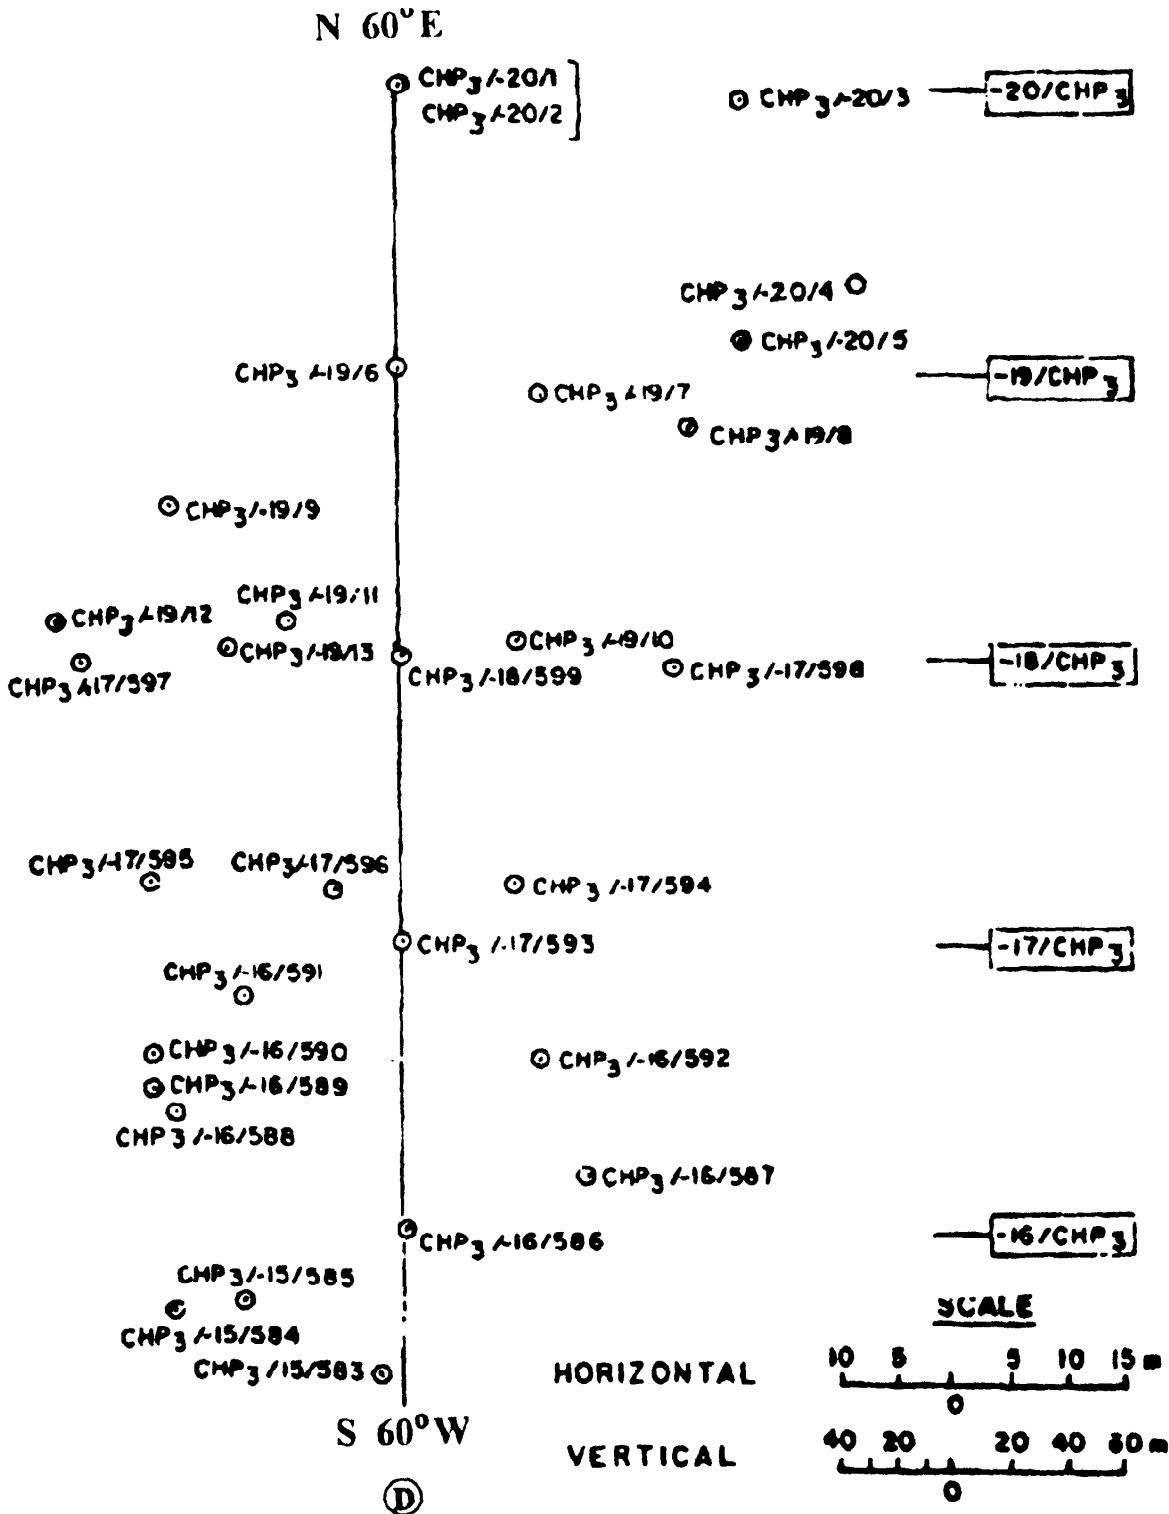 N 60°E
CHP3/-20/1
CHP3/-20/2
CHP3/-20/3
-20/CHP3
CHP3/-20/4
CHP3/-20/5
CHP3/-19/6
-19/CHP3
CHP3/-19/7
CHP3/-19/8
CHP3/-19/9
CHP3/-19/11
CHP3/-19/12
CHP3/-19/10
CHP3/-19/13
-18/CHP3
CHP3/-17/597
CHP3/-18/599
CHP3/-17/598
CHP3/-17/595
CHP3/-17/596
CHP3/-17/594
CHP3/-17/593
-17/CHP3
CHP3/-16/591
CHP3/-16/590
CHP3/-16/592
CHP3/-16/589
CHP3/-16/588
CHP3/-16/587
CHP3/-16/586
-16/CHP3
CHP3/-15/585
CHP3/-15/584
CHP3/15/583
SCALE
HORIZONTAL
10 5 5 10 15 m
0
S 60°W
VERTICAL
40 20 20 40 60 m
0
D